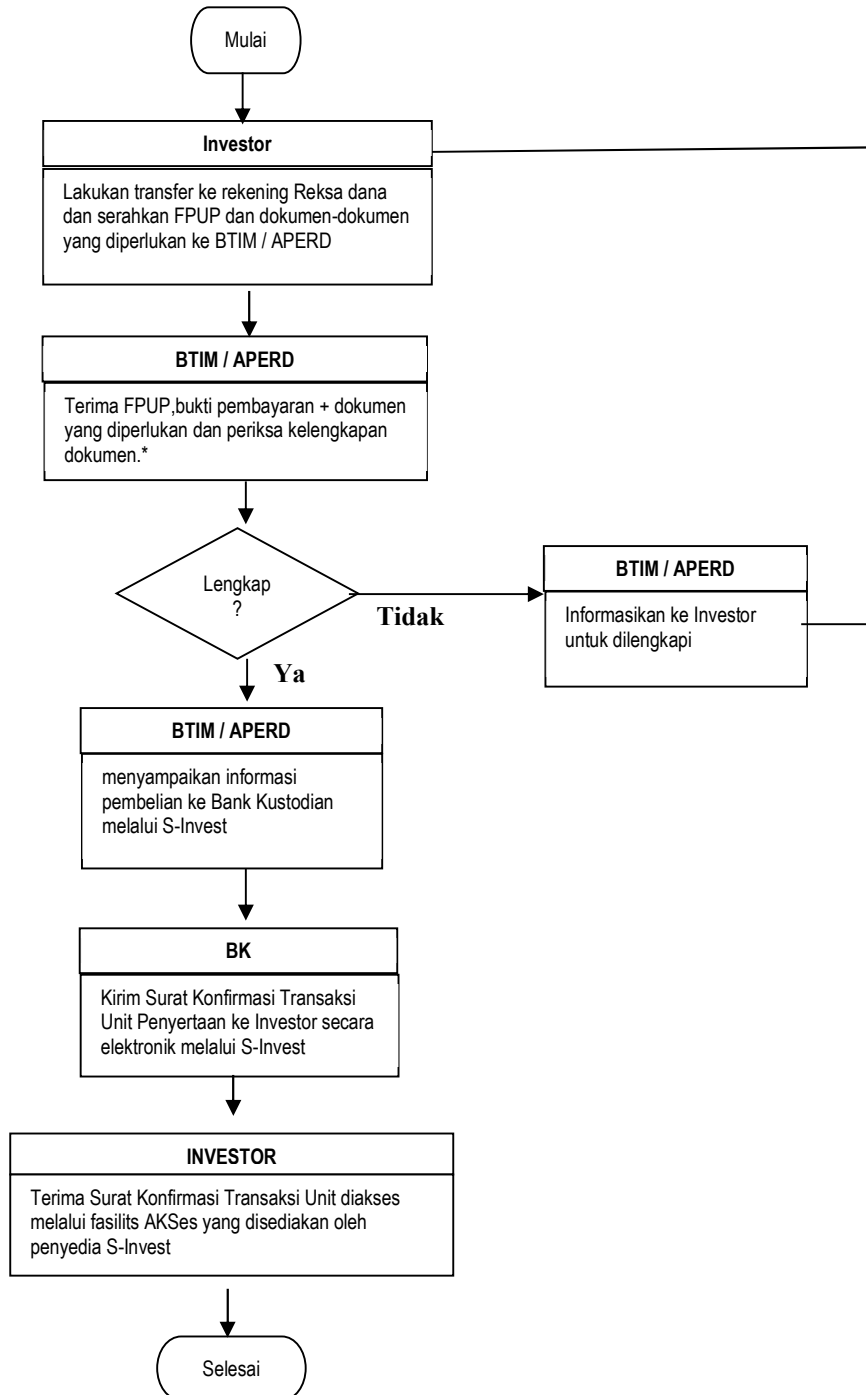 Mulai
Investor
Lakukan transfer ke rekening Reksa dana
dan serahkan FPUP dan dokumen-dokumen
yang diperlukan ke BTIM / APERD
BTIM / APERD
Terima FPUP,bukti pembayaran + dokumen
yang diperlukan dan periksa kelengkapan
dokumen.*
Lengkap
?
Tidak
BTIM / APERD
Informasikan ke Investor
untuk dilengkapi
Ya
BTIM / APERD
menyampaikan informasi
pembelian ke Bank Kustodian
melalui S-Invest
BK
Kirim Surat Konfirmasi Transaksi
Unit Penyertaan ke Investor secara
elektronik melalui S-Invest
INVESTOR
Terima Surat Konfirmasi Transaksi Unit diakses
melalui fasilits AKSes yang disediakan oleh
penyedia S-Invest
Selesai